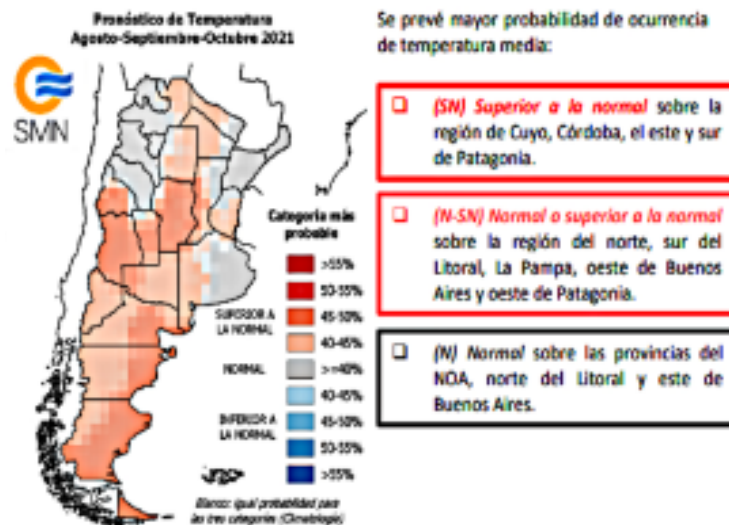 Pronóstico de Temperatura
Agosto-Septiembre-Octubre 2021
SMN
Categoría más
probable
SUPERIOR A
LA NORMAL
NORMAL
INFERIOR A
LA NORMAL
>55%
50-55%
45-50%
40-45%
>=40%
40-45%
45-50%
50-55%
>55%
Blanco: igual probabilidad para
las tres categorías (Climatología)
Se prevé mayor probabilidad de ocurrencia
de temperatura media:
(SN) Superior a la normal sobre la
región de Cuyo, Córdoba, el este y sur
de Patagonia.
(N-SN) Normal o superior a la normal
sobre la región del norte, sur del
Litoral, La Pampa, oeste de Buenos
Aires y oeste de Patagonia.
(N) Normal sobre las provincias del
NOA, norte del Litoral y este de
Buenos Aires.